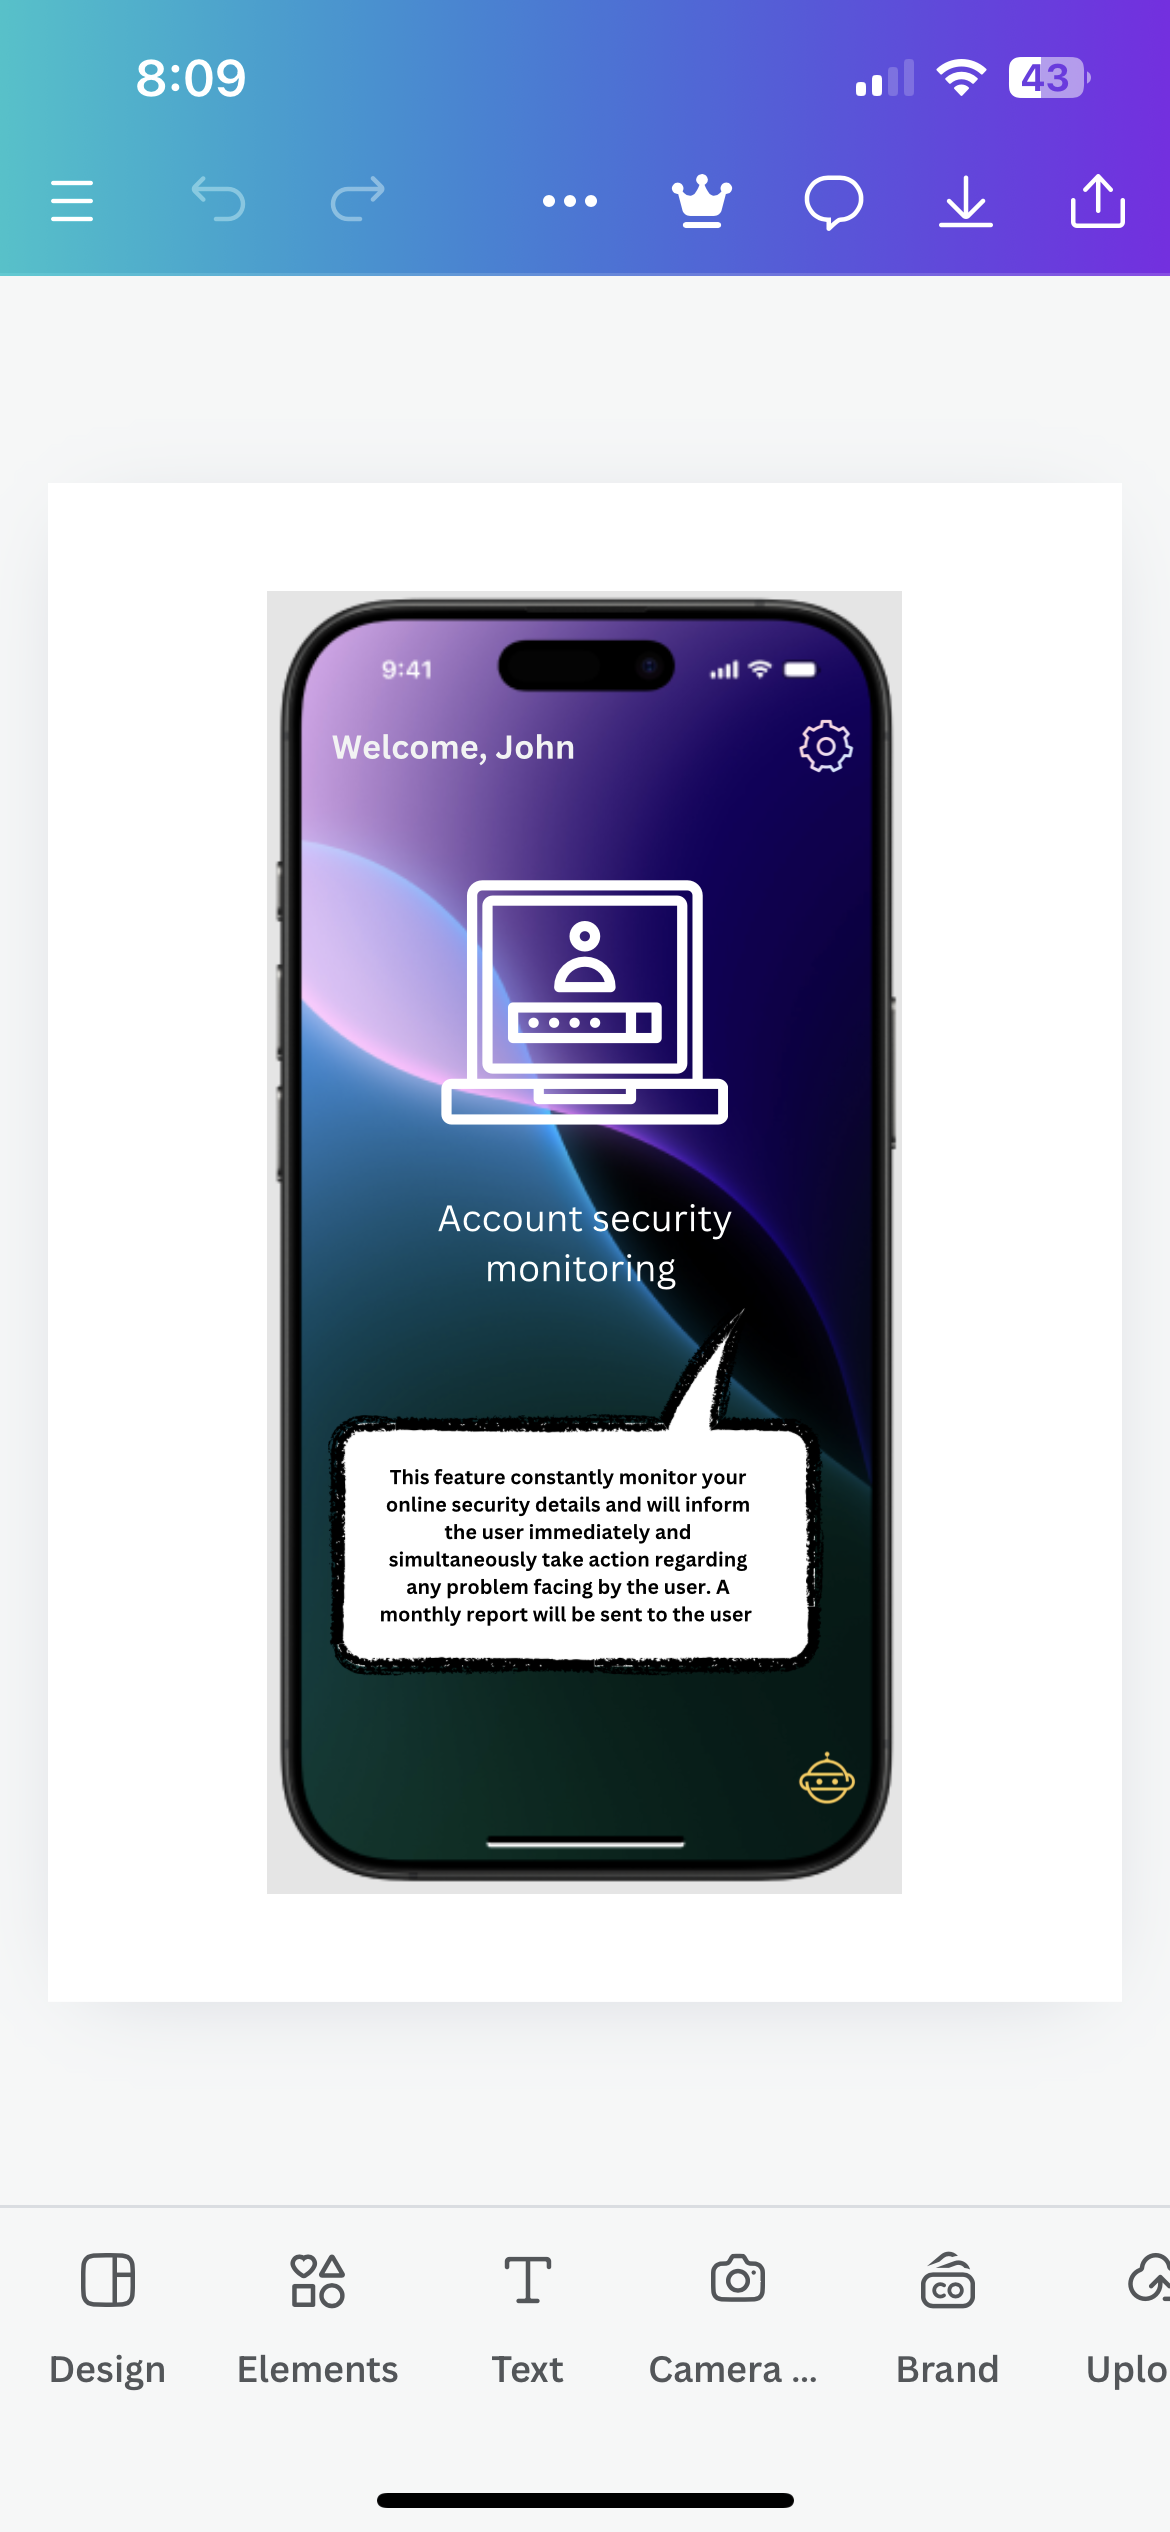 8:09
43
9:41
Welcome, John
Account security
monitoring
This feature constantly monitor your
online security details and will inform
the user immediately and
simultaneously take action regarding
any problem facing by the user. A
monthly report will be sent to the user
CO
Design
Elements
Text
Camera ...
Brand
Uplo